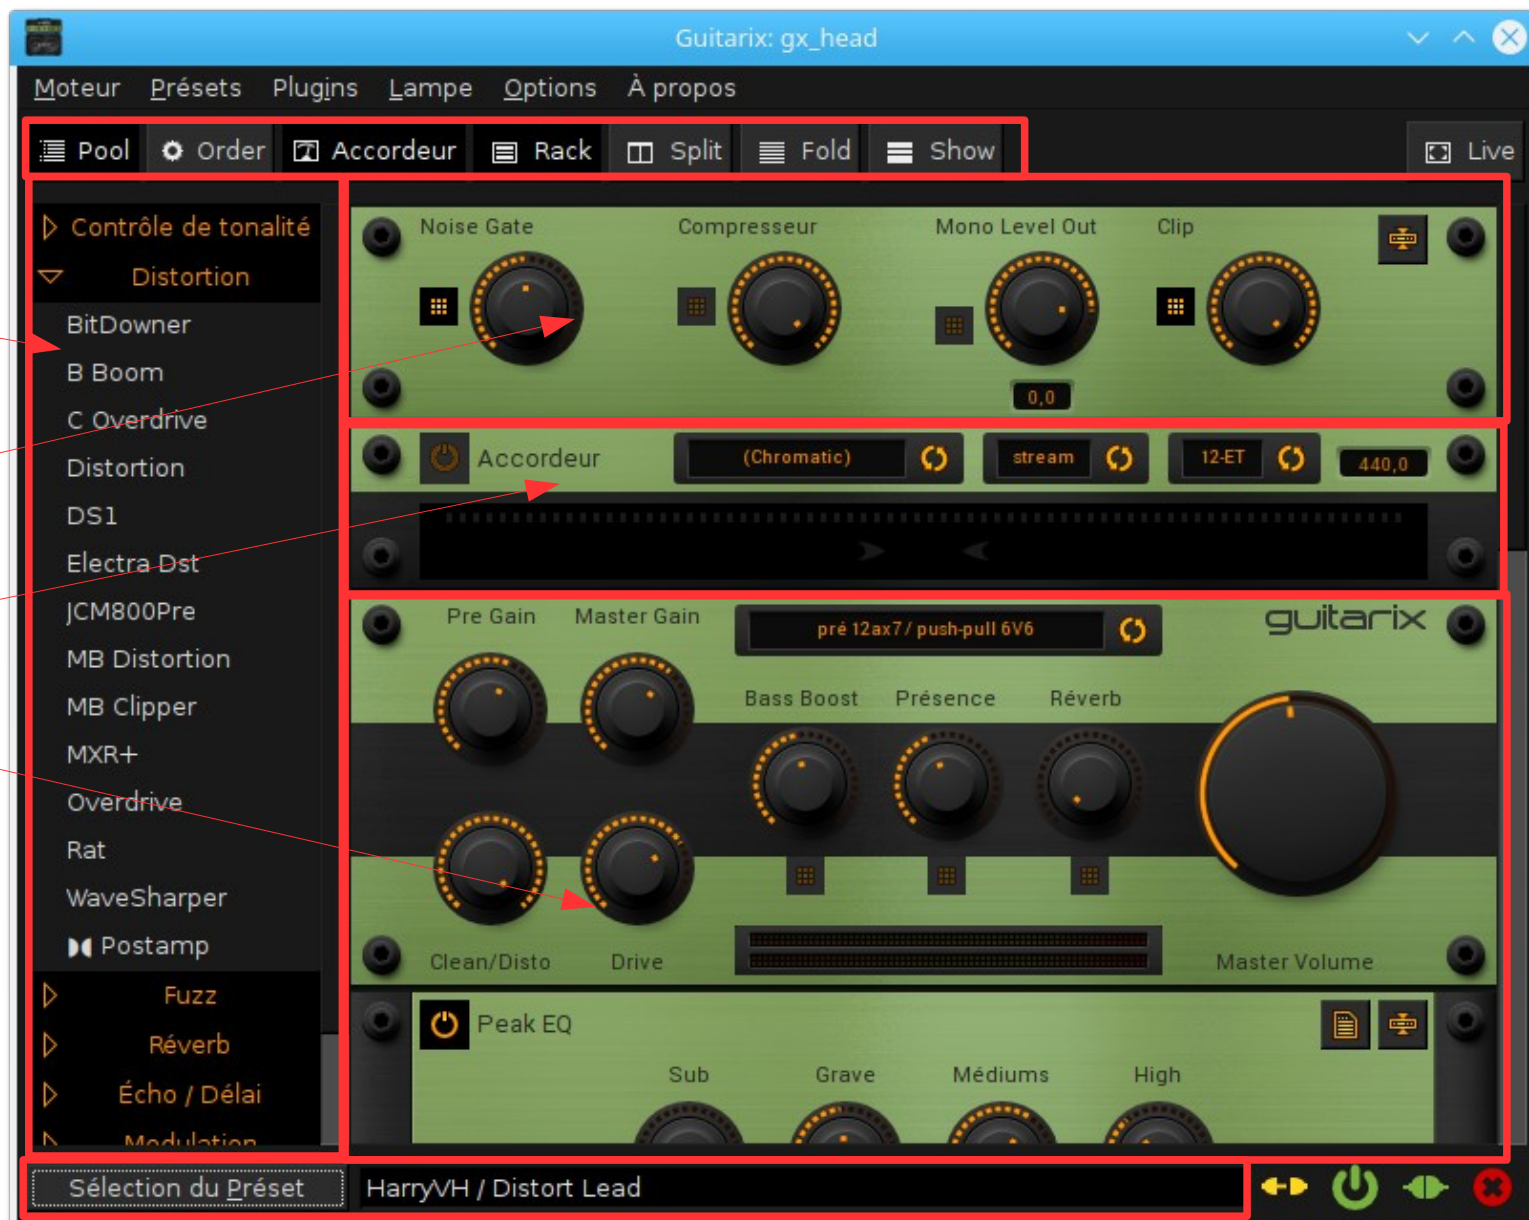 Guitarix: gx_head
Moteur Présets Plugins Lampe Options À propos
Pool Order Accordeur Rack Split Fold Show Live
Contrôle de tonalité
Distortion
BitDowner
B Boom
C Overdrive
Distortion
DS1
Electra Dst
JCM800Pre
MB Distortion
MB Clipper
MXR+
Overdrive
Rat
WaveSharper
Postamp
Fuzz
Réverb
Écho / Délai
Modulation
Noise Gate Compresseur Mono Level Out Clip
0,0
Accordeur (Chromatic) stream 12-ET 440,0
Pre Gain Master Gain pré 12ax7 / push-pull 6V6 guitarix
Bass Boost Présence Réverb
Clean/Disto Drive Master Volume
Peak EQ
Sub Grave Médiums High
Sélection du Préset HarryVH / Distort Lead